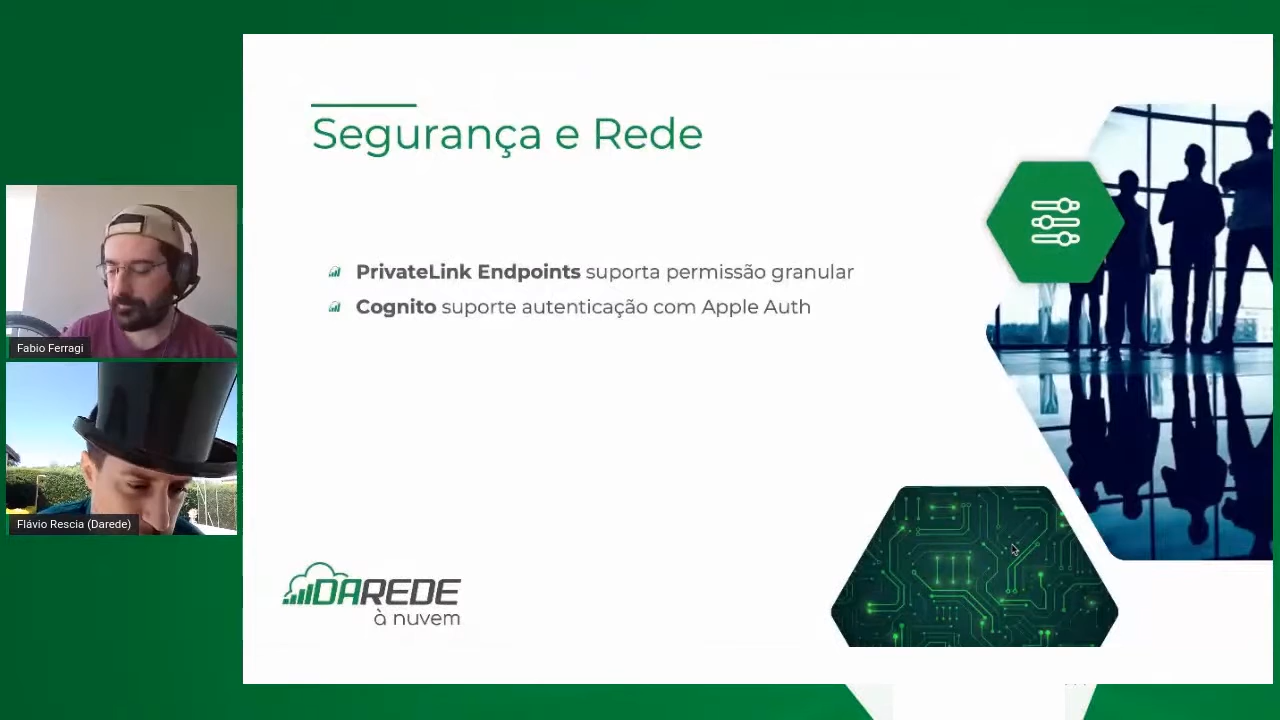 Segurança e Rede
PrivateLink Endpoints suporta permissão granular
Cognito suporte autenticação com Apple Auth
Fabio Ferragi
Flávio Rescia (Darede)
DAREDE
à nuvem